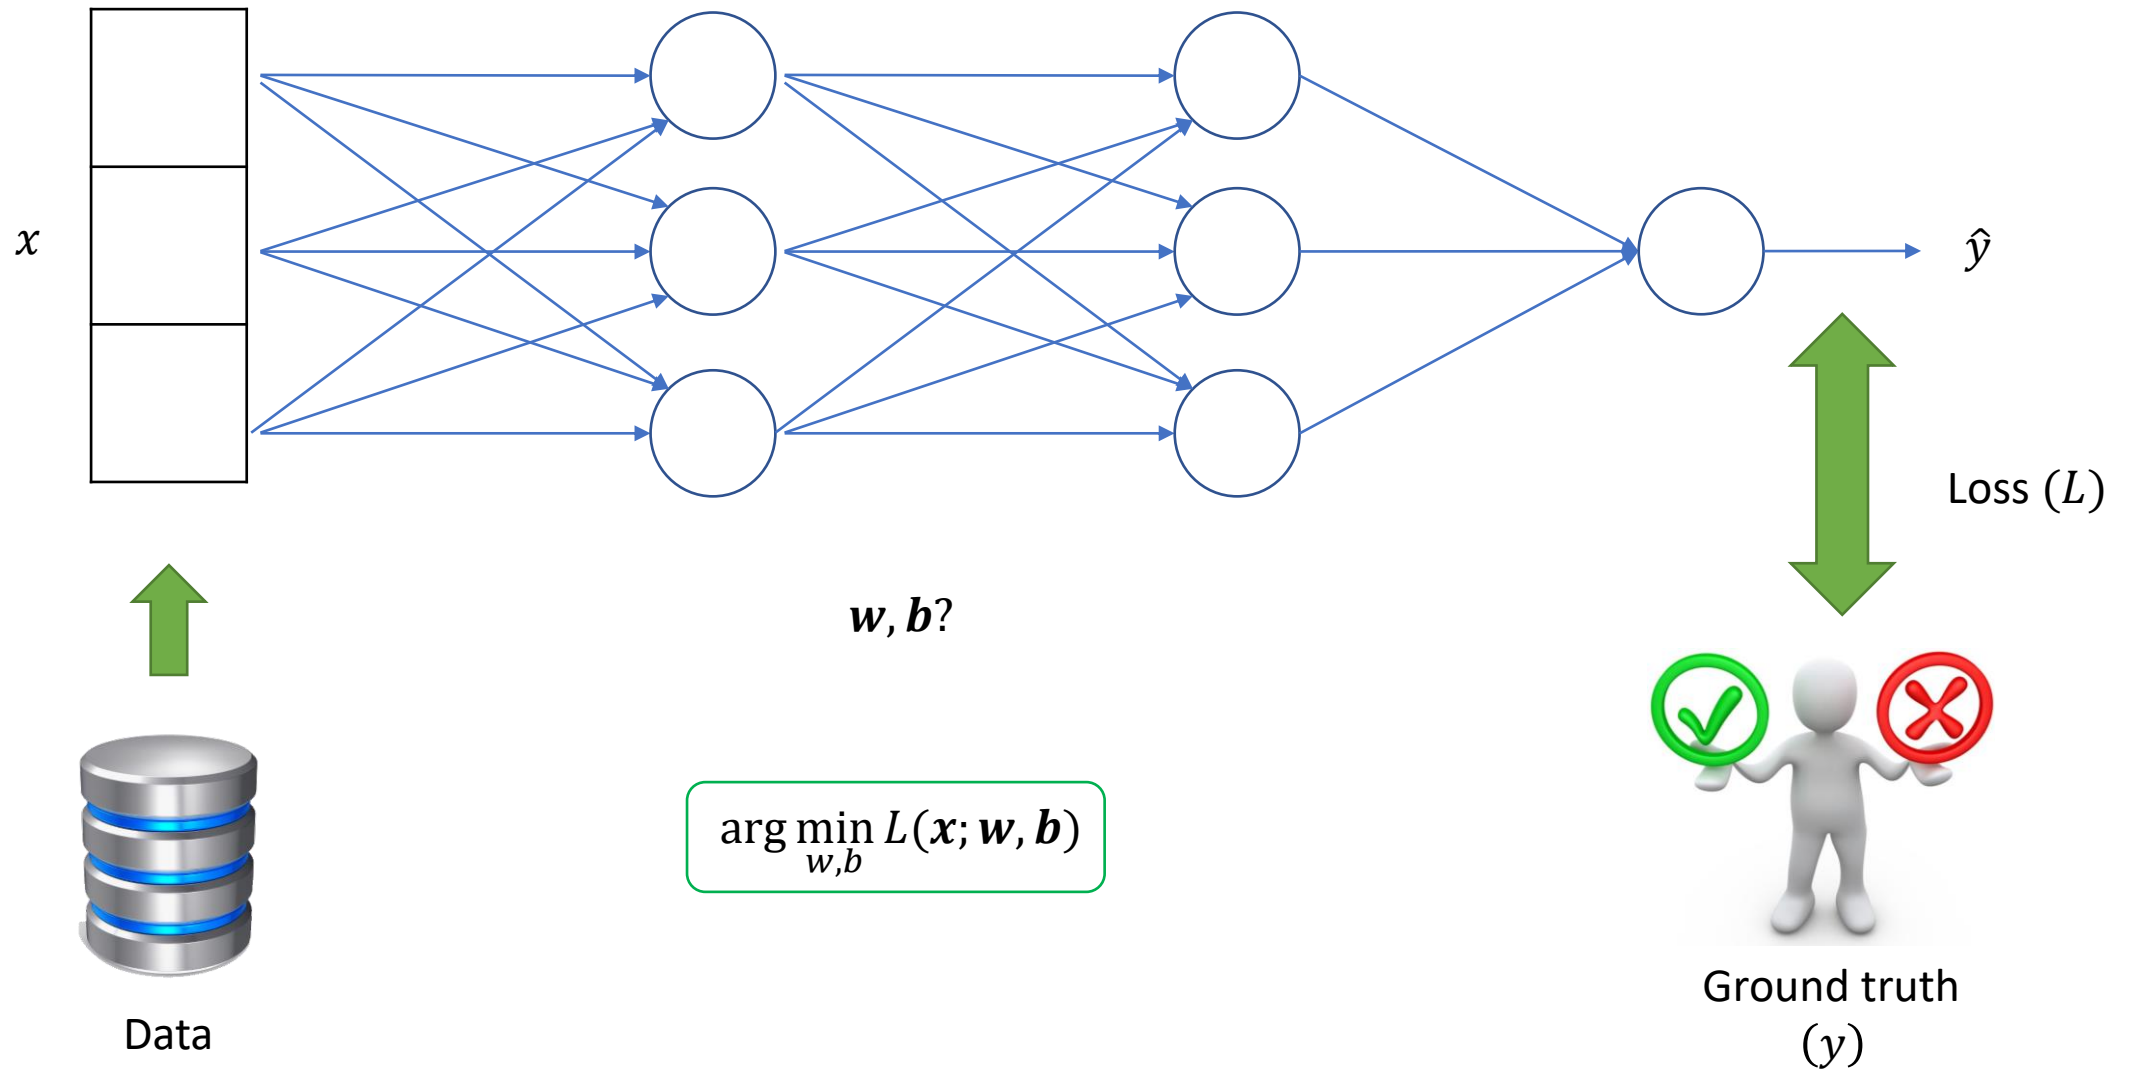 x
ŷ
Loss (L)
w, b?
arg min L(x; w, b)
w,b
Data
Ground truth
(y)